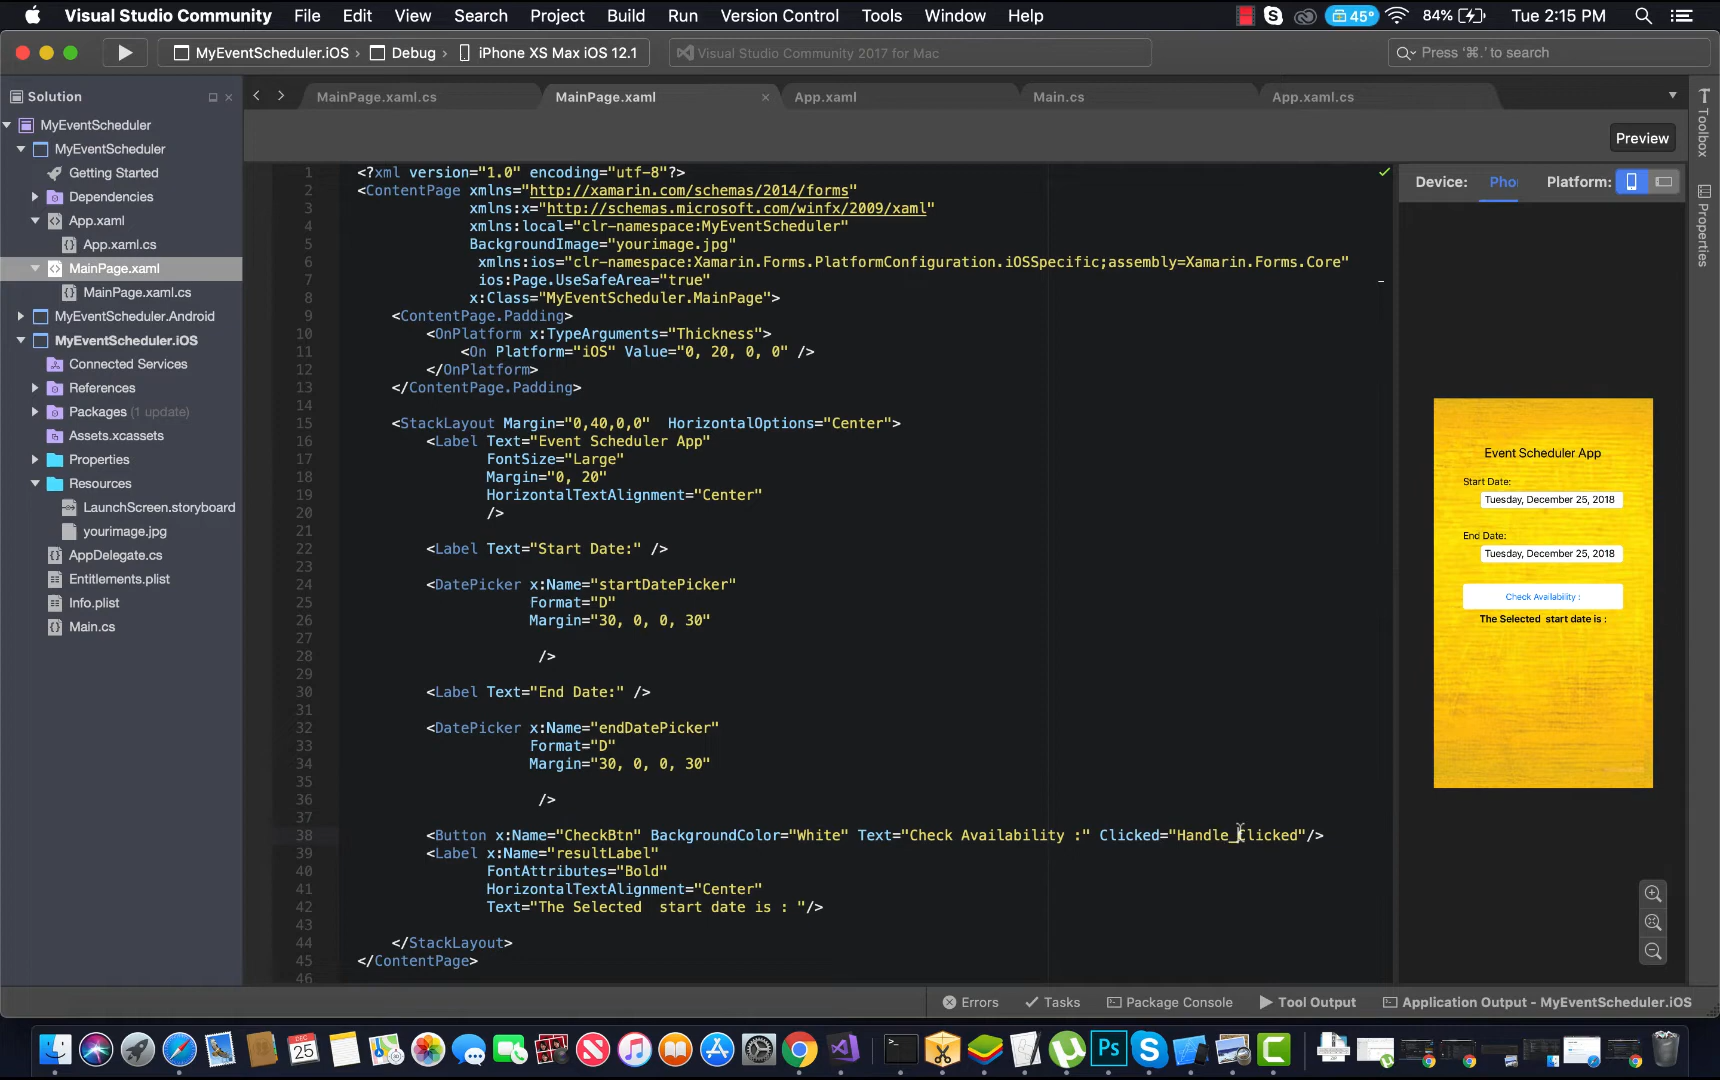 Visual Studio Community File Edit View Search Project Build Run Version Control Tools Window Help 45° 84% Tue 2:15 PM
MyEventScheduler.iOS › Debug › iPhone XS Max iOS 12.1 Visual Studio Community 2017 for Mac Press '⌘.' to search
Solution
MainPage.xaml.cs MainPage.xaml App.xaml Main.cs App.xaml.cs
Preview
Toolbox
Properties
MyEventScheduler
MyEventScheduler
Getting Started
Dependencies
App.xaml
App.xaml.cs
MainPage.xaml
MainPage.xaml.cs
MyEventScheduler.Android
MyEventScheduler.iOS
Connected Services
References
Packages (1 update)
Assets.xcassets
Properties
Resources
LaunchScreen.storyboard
yourimage.jpg
AppDelegate.cs
Entitlements.plist
Info.plist
Main.cs
1 <?xml version="1.0" encoding="utf-8"?>
2 <ContentPage xmlns="http://xamarin.com/schemas/2014/forms"
3 xmlns:x="http://schemas.microsoft.com/winfx/2009/xaml"
4 xmlns:local="clr-namespace:MyEventScheduler"
5 BackgroundImage="yourimage.jpg"
6 xmlns:ios="clr-namespace:Xamarin.Forms.PlatformConfiguration.iOSSpecific;assembly=Xamarin.Forms.Core"
7 ios:Page.UseSafeArea="true"
8 x:Class="MyEventScheduler.MainPage">
9 <ContentPage.Padding>
10 <OnPlatform x:TypeArguments="Thickness">
11 <On Platform="iOS" Value="0, 20, 0, 0" />
12 </OnPlatform>
13 </ContentPage.Padding>
14
15 <StackLayout Margin="0,40,0,0" HorizontalOptions="Center">
16 <Label Text="Event Scheduler App"
17 FontSize="Large"
18 Margin="0, 20"
19 HorizontalTextAlignment="Center"
20 />
21
22 <Label Text="Start Date:" />
23
24 <DatePicker x:Name="startDatePicker"
25 Format="D"
26 Margin="30, 0, 0, 30"
27
28 />
29
30 <Label Text="End Date:" />
31
32 <DatePicker x:Name="endDatePicker"
33 Format="D"
34 Margin="30, 0, 0, 30"
35
36 />
37
38 <Button x:Name="CheckBtn" BackgroundColor="White" Text="Check Availability :" Clicked="Handle_Clicked"/>
39 <Label x:Name="resultLabel"
40 FontAttributes="Bold"
41 HorizontalTextAlignment="Center"
42 Text="The Selected  start date is : "/>
43
44 </StackLayout>
45 </ContentPage>
46
Device: Pho Platform:
Event Scheduler App
Start Date:
Tuesday, December 25, 2018
End Date:
Tuesday, December 25, 2018
Check Availability :
The Selected  start date is :
Errors Tasks Package Console Tool Output Application Output - MyEventScheduler.iOS
DEC
25
Ps